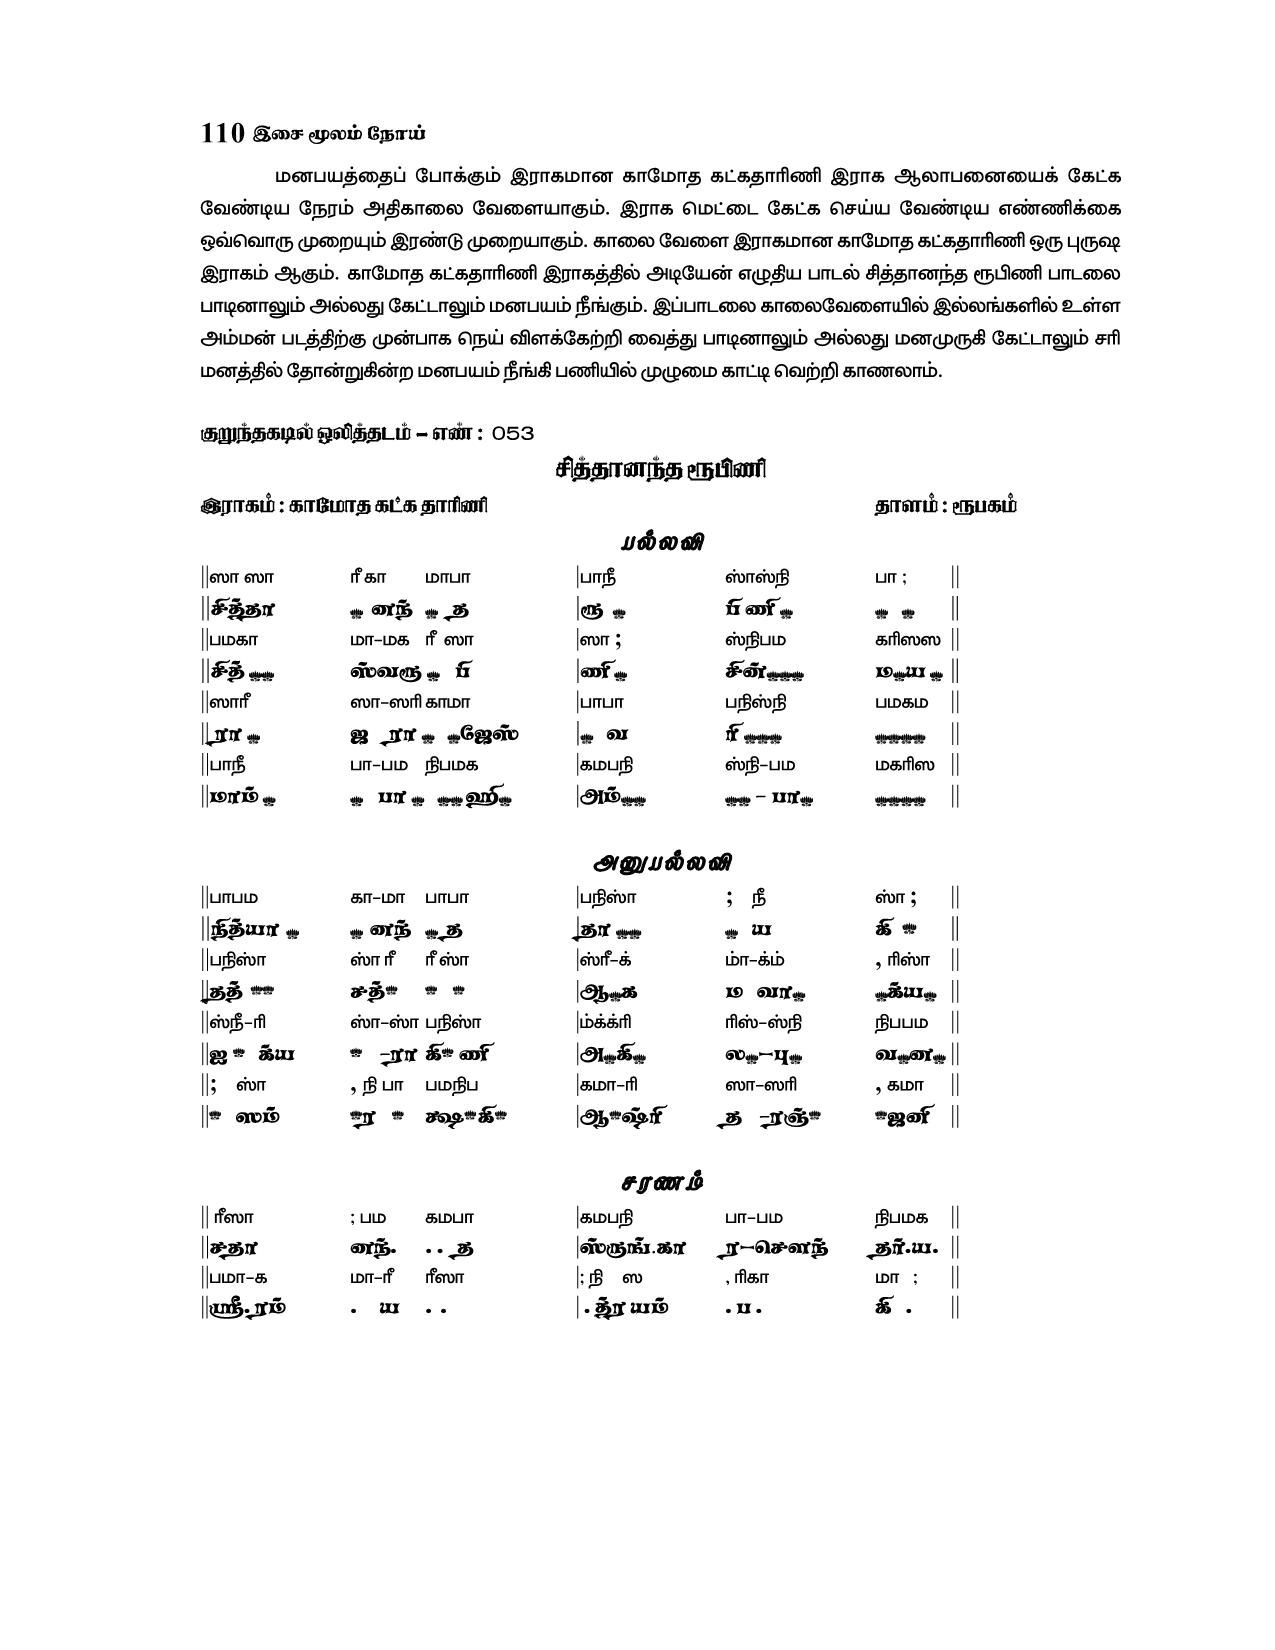 110 இசை மூலம் நோய்
மனபயத்தைப் போக்கும் இராகமான காமோத கட்கதாரிணி இராக ஆலாபனையைக் கேட்க
வேண்டிய நேரம் அதிகாலை வேளையாகும். இராக மெட்டை கேட்க செய்ய வேண்டிய எண்ணிக்கை
ஒவ்வொரு முறையும் இரண்டு முறையாகும். காலை வேளை இராகமான காமோத கட்கதாரிணி ஒரு புருஷ
இராகம் ஆகும். காமோத கட்கதாரிணி இராகத்தில் அடியேன் எழுதிய பாடல் சித்தானந்த ரூபிணி பாடலை
பாடினாலும் அல்லது கேட்டாலும் மனபயம் நீங்கும். இப்பாடலை காலைவேளையில் இல்லங்களில் உள்ள
அம்மன் படத்திற்கு முன்பாக நெய் விளக்கேற்றி வைத்து பாடினாலும் அல்லது மனமுருகி கேட்டாலும் சரி
மனத்தில் தோன்றுகின்ற மனபயம் நீங்கி பணியில் முழுமை காட்டி வெற்றி காணலாம்.
குறுந்தகடில் ஒலித்தடம் – எண் : 053
சித்தானந்த ரூபிணி
இராகம் : காமோத கட்க தாரிணி தாளம் : ரூபகம்
பல்லவி
||ஸா ஸா ரீ கா மாபா |பாநீ ஸ்ாஸ்நி பா ; ||
||சித்தா . னந் . த |ரூ . பிணி. . . ||
||பமகா மா–மக ரீ ஸா |ஸா ; ஸ்நிபம கரிஸஸ ||
||சித்.. ஸ்வரூ. பி |ணி. சின்... ம.ய. ||
||ஸாரீ ஸா–ஸரி காமா |பாபா பநிஸ்நி பமகம ||
||ரா. ஜ ரா. .ஜேஸ் |. வ ரி... .... ||
||பாநீ பா–பம நிபமக |கமபநி ஸ்நி–பம மகரிஸ ||
||மாம். . பா. ..ஹி. |அம்.. .. – பா. .... ||
அனுபல்லவி
||பாபம கா–மா பாபா |பநிஸ்ா ; நீ ஸ்ா ; ||
||நித்யா. . னந் .த |தா.. . ய கி . ||
||பநிஸ்ா ஸ்ா ரீ ரீ ஸ்ா |ஸ்ரீ–க் ம்ா–க்ம் , ரிஸ்ா ||
||தத்.. சத். . . |ஆ.க ம வா. .க்ய. ||
||ஸ்நீ–ரி ஸ்ா–ஸ்ா பநிஸ்ா |ம்க்க்ரி ரிஸ்–ஸ்நி நிபபம ||
||ஐ . க்ய . –ரா கி.ணி |அ.கி. ல.–பு. வ.ன. ||
||; ஸ்ா , நி பா பமநிப |கமா–ரி ஸா–ஸரி , கமா ||
||. ஸம் .ர . க்ஷ.கி. |ஆ.ஷ்ரி த –ரஞ். .ஜனி ||
சரணம்
|| ரீஸா ; பம கமபா |கமபநி பா–பம நிபமக ||
||சதா னந். . . த |ஸ்ருங்.கா ர–சௌந் தர்.ய. ||
||பமா–க மா–ரீ ரீஸா |; நி ஸ , ரிகா மா ; ||
||ஸ்ரீ.ரம் . ய . . |. த்ரயம் . ப . கி . ||